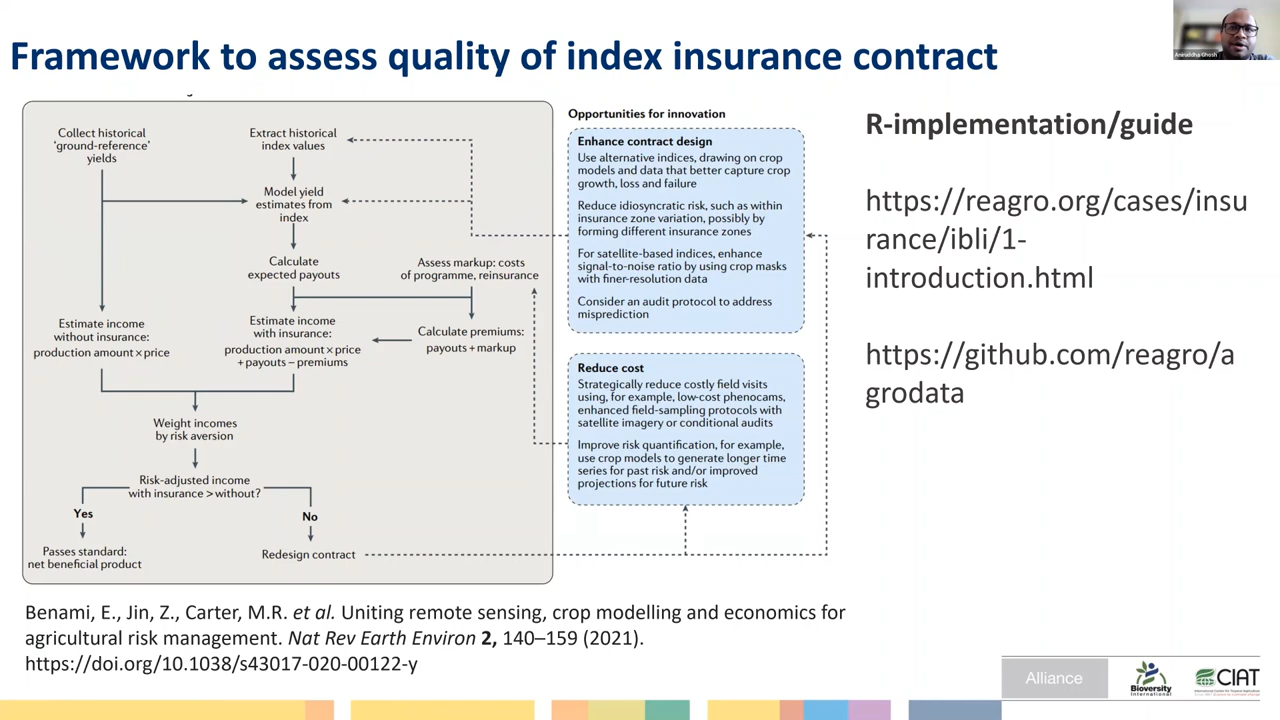 Framework to assess quality of index insurance contract
Aniruddha Ghosh
Collect historical
‘ground-reference’
yields
Extract historical
index values
Model yield
estimates from
index
Calculate
expected payouts
Assess markup: costs
of programme, reinsurance
Estimate income
without insurance:
production amount × price
Estimate income
with insurance:
production amount × price
+ payouts – premiums
Calculate premiums:
payouts + markup
Weight incomes
by risk aversion
Risk-adjusted income
with insurance > without?
Yes
No
Passes standard:
net beneficial product
Redesign contract
Opportunities for innovation
Enhance contract design
Use alternative indices, drawing on crop
models and data that better capture crop
growth, loss and failure
Reduce idiosyncratic risk, such as within
insurance zone variation, possibly by
forming different insurance zones
For satellite-based indices, enhance
signal-to-noise ratio by using crop masks
with finer-resolution data
Consider an audit protocol to address
misprediction
Reduce cost
Strategically reduce costly field visits
using, for example, low-cost phenocams,
enhanced field-sampling protocols with
satellite imagery or conditional audits
Improve risk quantification, for example,
use crop models to generate longer time
series for past risk and/or improved
projections for future risk
R-implementation/guide
https://reagro.org/cases/insu
rance/ibli/1-
introduction.html
https://github.com/reagro/a
grodata
Benami, E., Jin, Z., Carter, M.R. et al. Uniting remote sensing, crop modelling and economics for
agricultural risk management. Nat Rev Earth Environ 2, 140–159 (2021).
https://doi.org/10.1038/s43017-020-00122-y
Alliance
Bioversity
International
CIAT